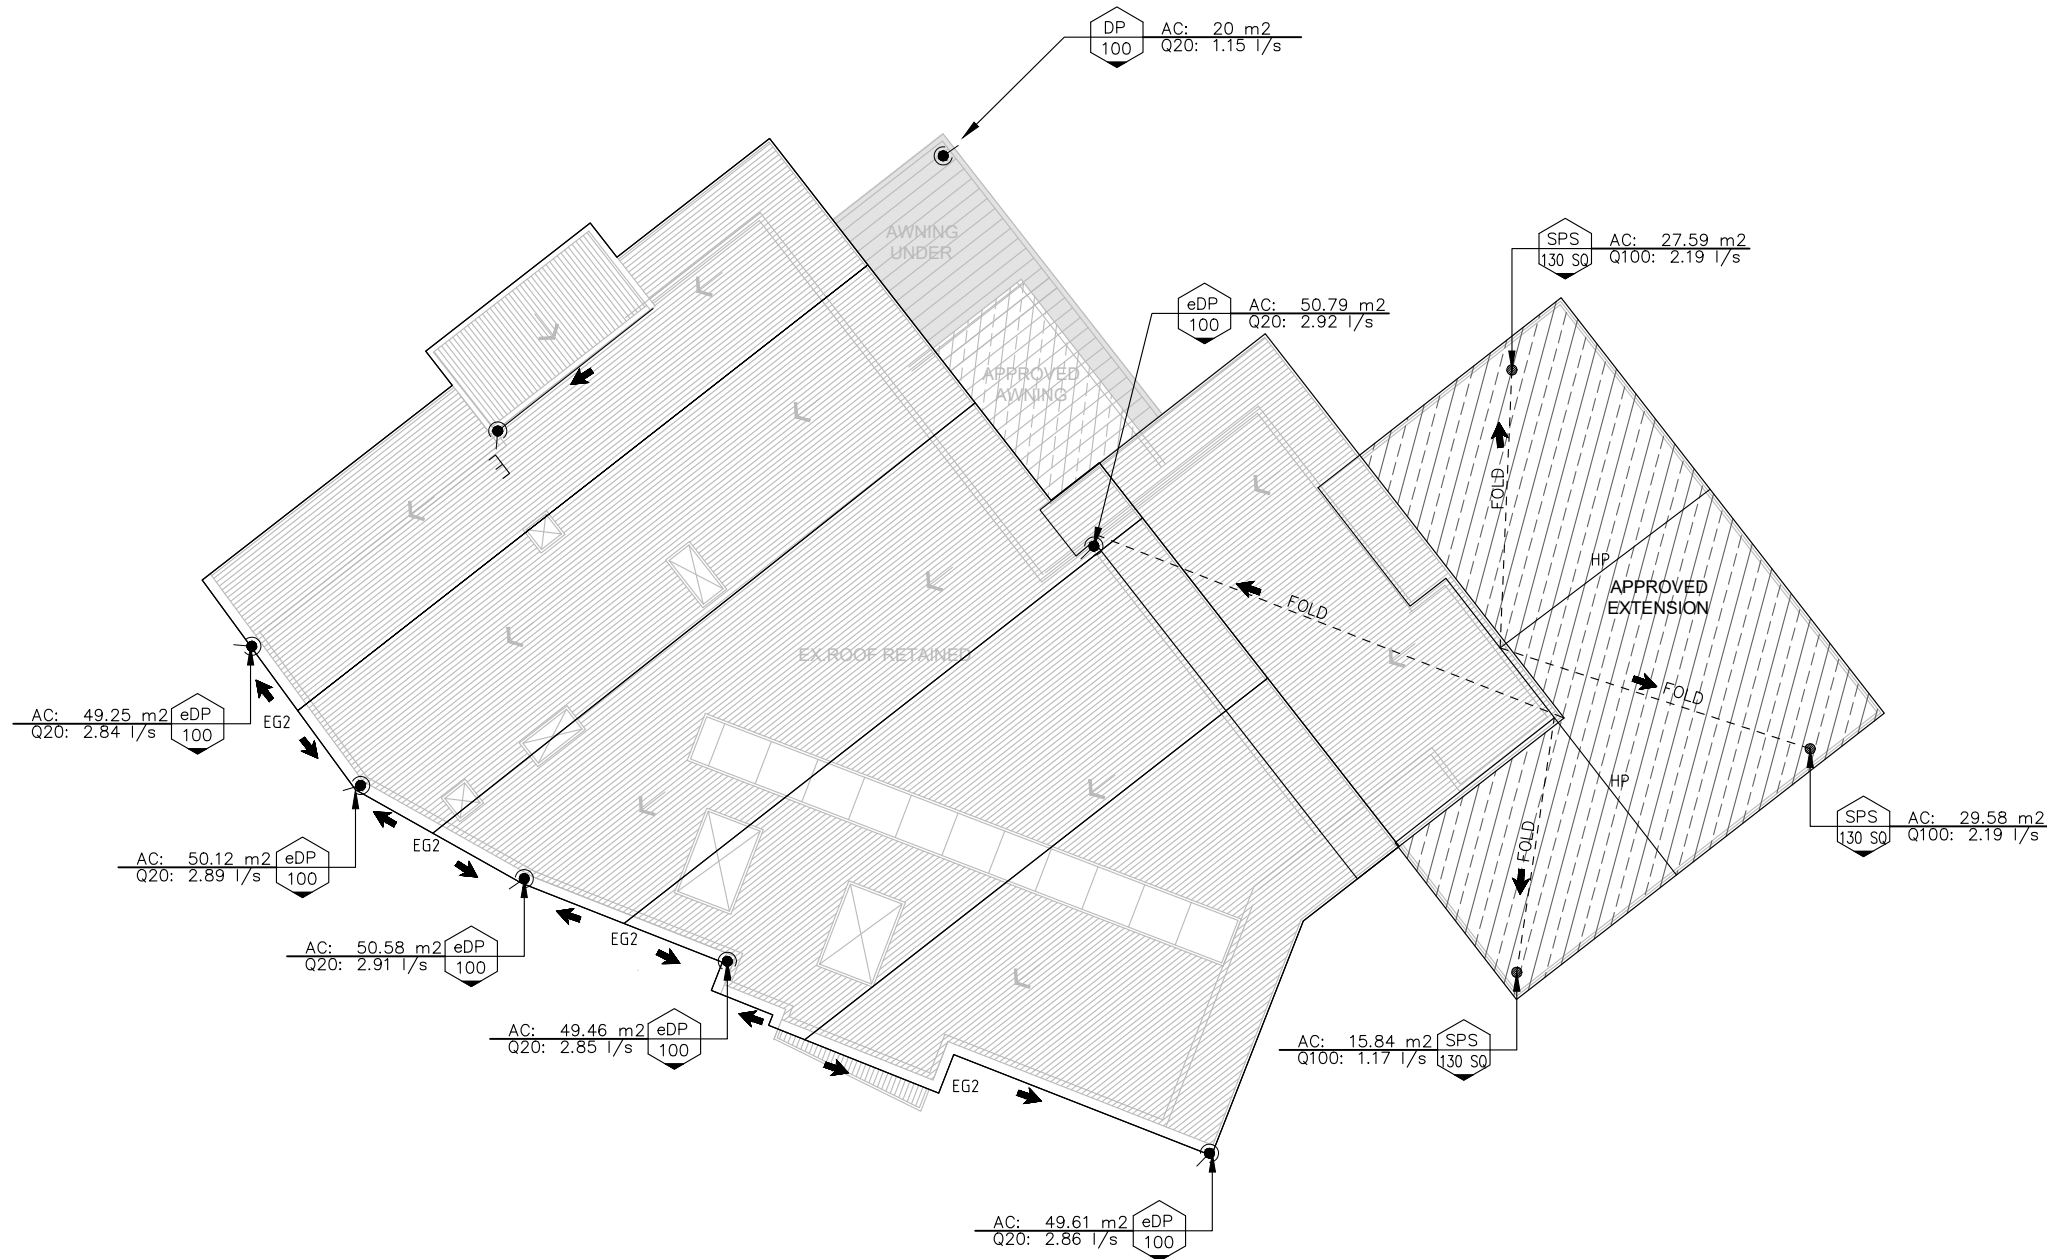 DP
100
AC: 20 m2
Q20: 1.15 l/s
AWNING
UNDER
SPS
130 SQ
AC: 27.59 m2
Q100: 2.19 l/s
eDP
100
AC: 50.79 m2
Q20: 2.92 l/s
APPROVED
AWNING
FOLD
HP
APPROVED
EXTENSION
FOLD
EX.ROOF RETAINED
FOLD
AC: 49.25 m2
Q20: 2.84 l/s
eDP
100
EG2
HP
SPS
130 SQ
AC: 29.58 m2
Q100: 2.19 l/s
FOLD
EG2
AC: 50.12 m2
Q20: 2.89 l/s
eDP
100
EG2
AC: 50.58 m2
Q20: 2.91 l/s
eDP
100
AC: 49.46 m2
Q20: 2.85 l/s
eDP
100
AC: 15.84 m2
Q100: 1.17 l/s
SPS
130 SQ
EG2
AC: 49.61 m2
Q20: 2.86 l/s
eDP
100